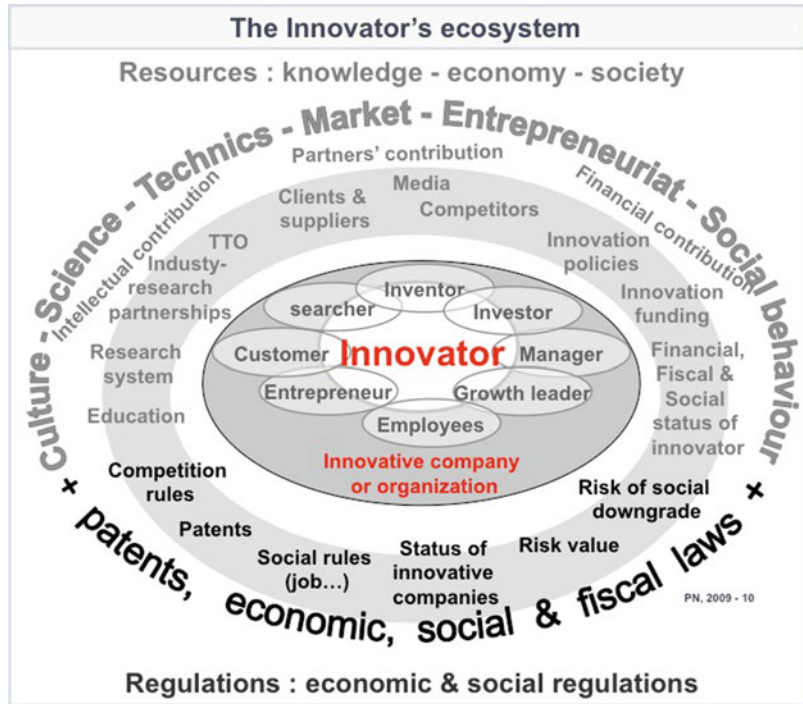 The Innovator's ecosystem
Resources : knowledge - economy - society
Culture - Science - Technics - Market - Entrepreneuriat - Social behaviour
Intellectual contribution
Partners' contribution
Financial contribution
Clients &
suppliers
Media
Competitors
TTO
Industy-
research
partnerships
Research
system
Education
Innovation
policies
Innovation
funding
Financial,
Fiscal &
Social
status of
innovator
Inventor
searcher
Investor
Customer
Innovator
Manager
Entrepreneur
Growth leader
Employees
Innovative company
or organization
Competition
rules
Patents
Social rules
(job...)
Status of
innovative
companies
Risk value
Risk of social
downgrade
+ patents, economic, social & fiscal laws +
PN, 2009 - 10
Regulations : economic & social regulations